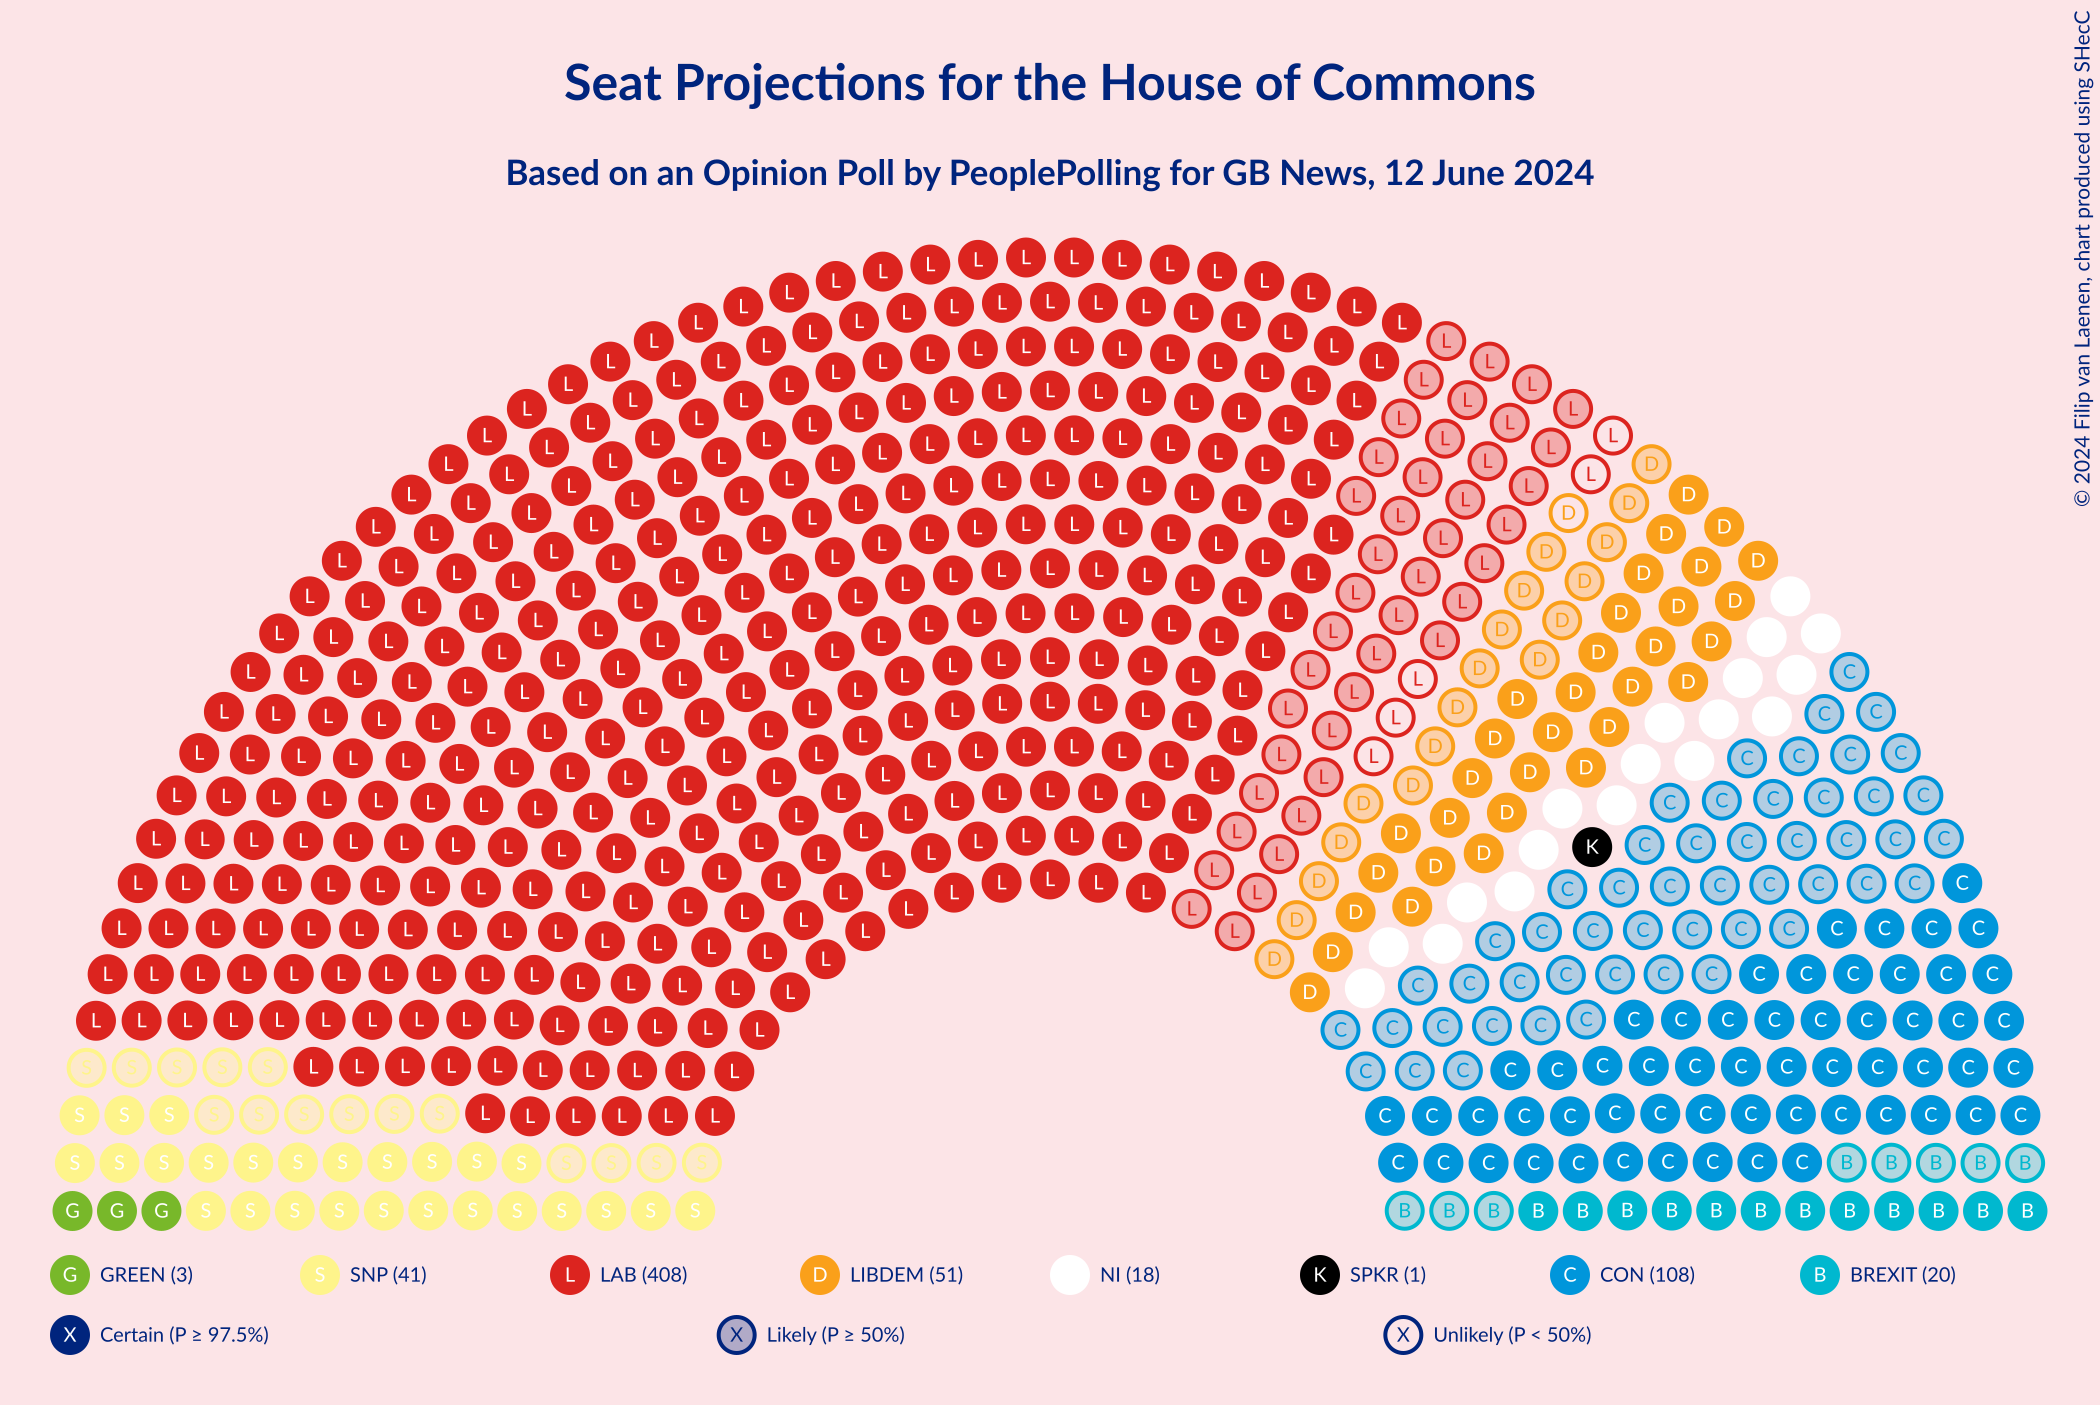 Seat Projections for the House of Commons
Based on an Opinion Poll by PeoplePolling for GB News, 12 June 2024
© 2024 Filip van Laenen, chart produced using SHecC
G GREEN (3) S SNP (41) L LAB (408) D LIBDEM (51) NI (18) K SPKR (1) C CON (108) B BREXIT (20)
X Certain (P ≥ 97.5%) X Likely (P ≥ 50%) X Unlikely (P < 50%)